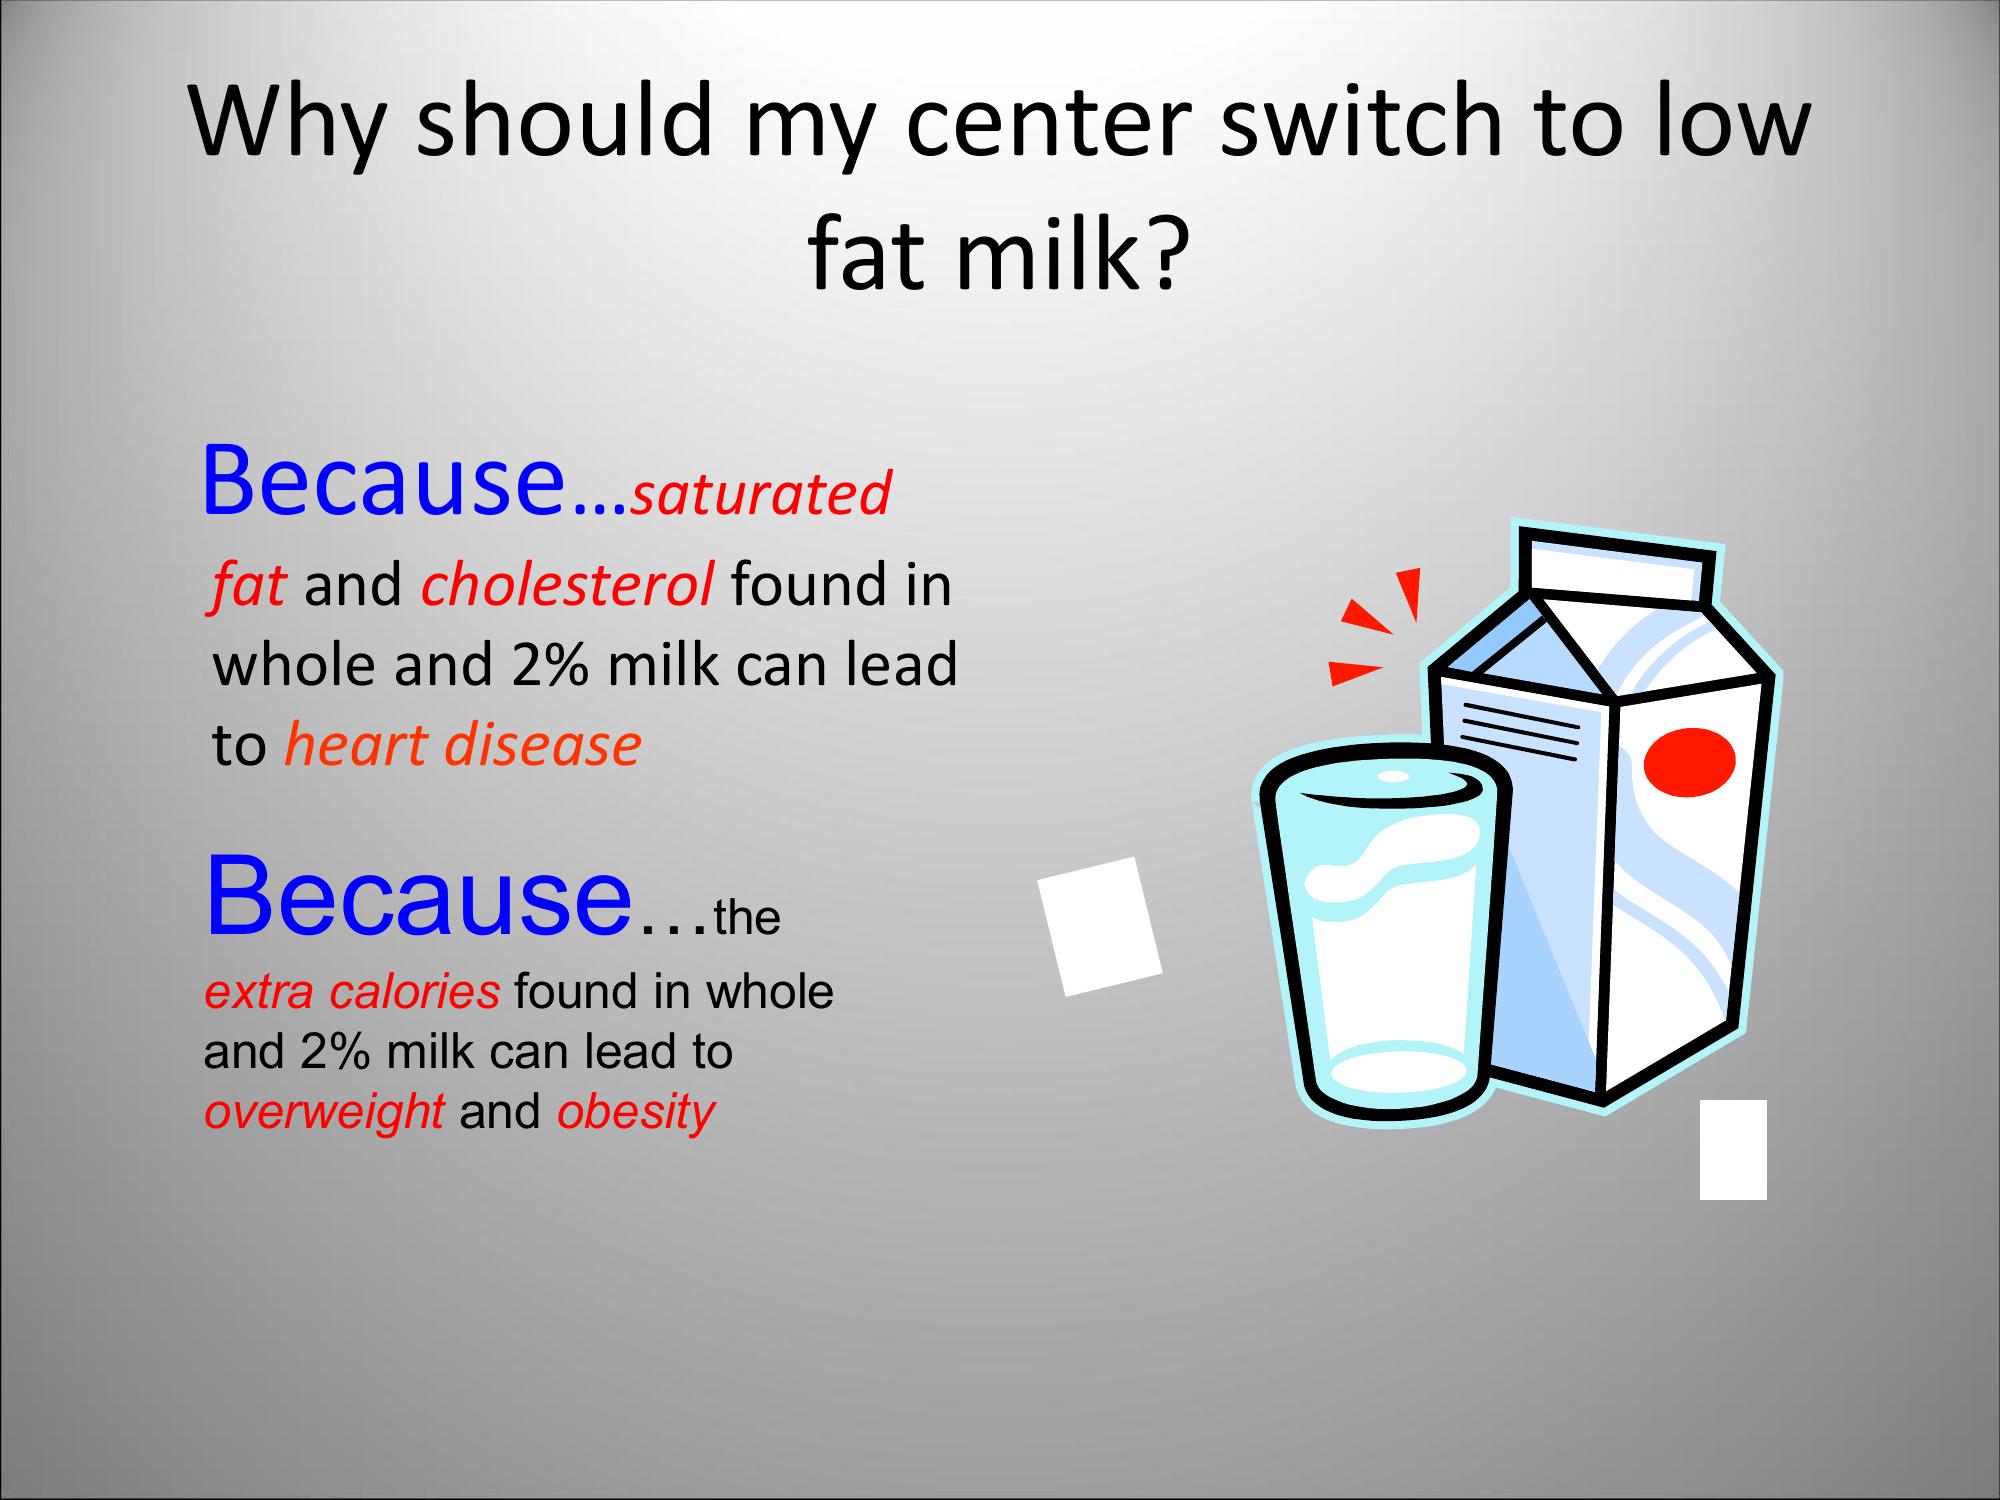 Why should my center switch to low
fat milk?
Because…saturated
fat and cholesterol found in
whole and 2% milk can lead
to heart disease
Because…the
extra calories found in whole
and 2% milk can lead to
overweight and obesity